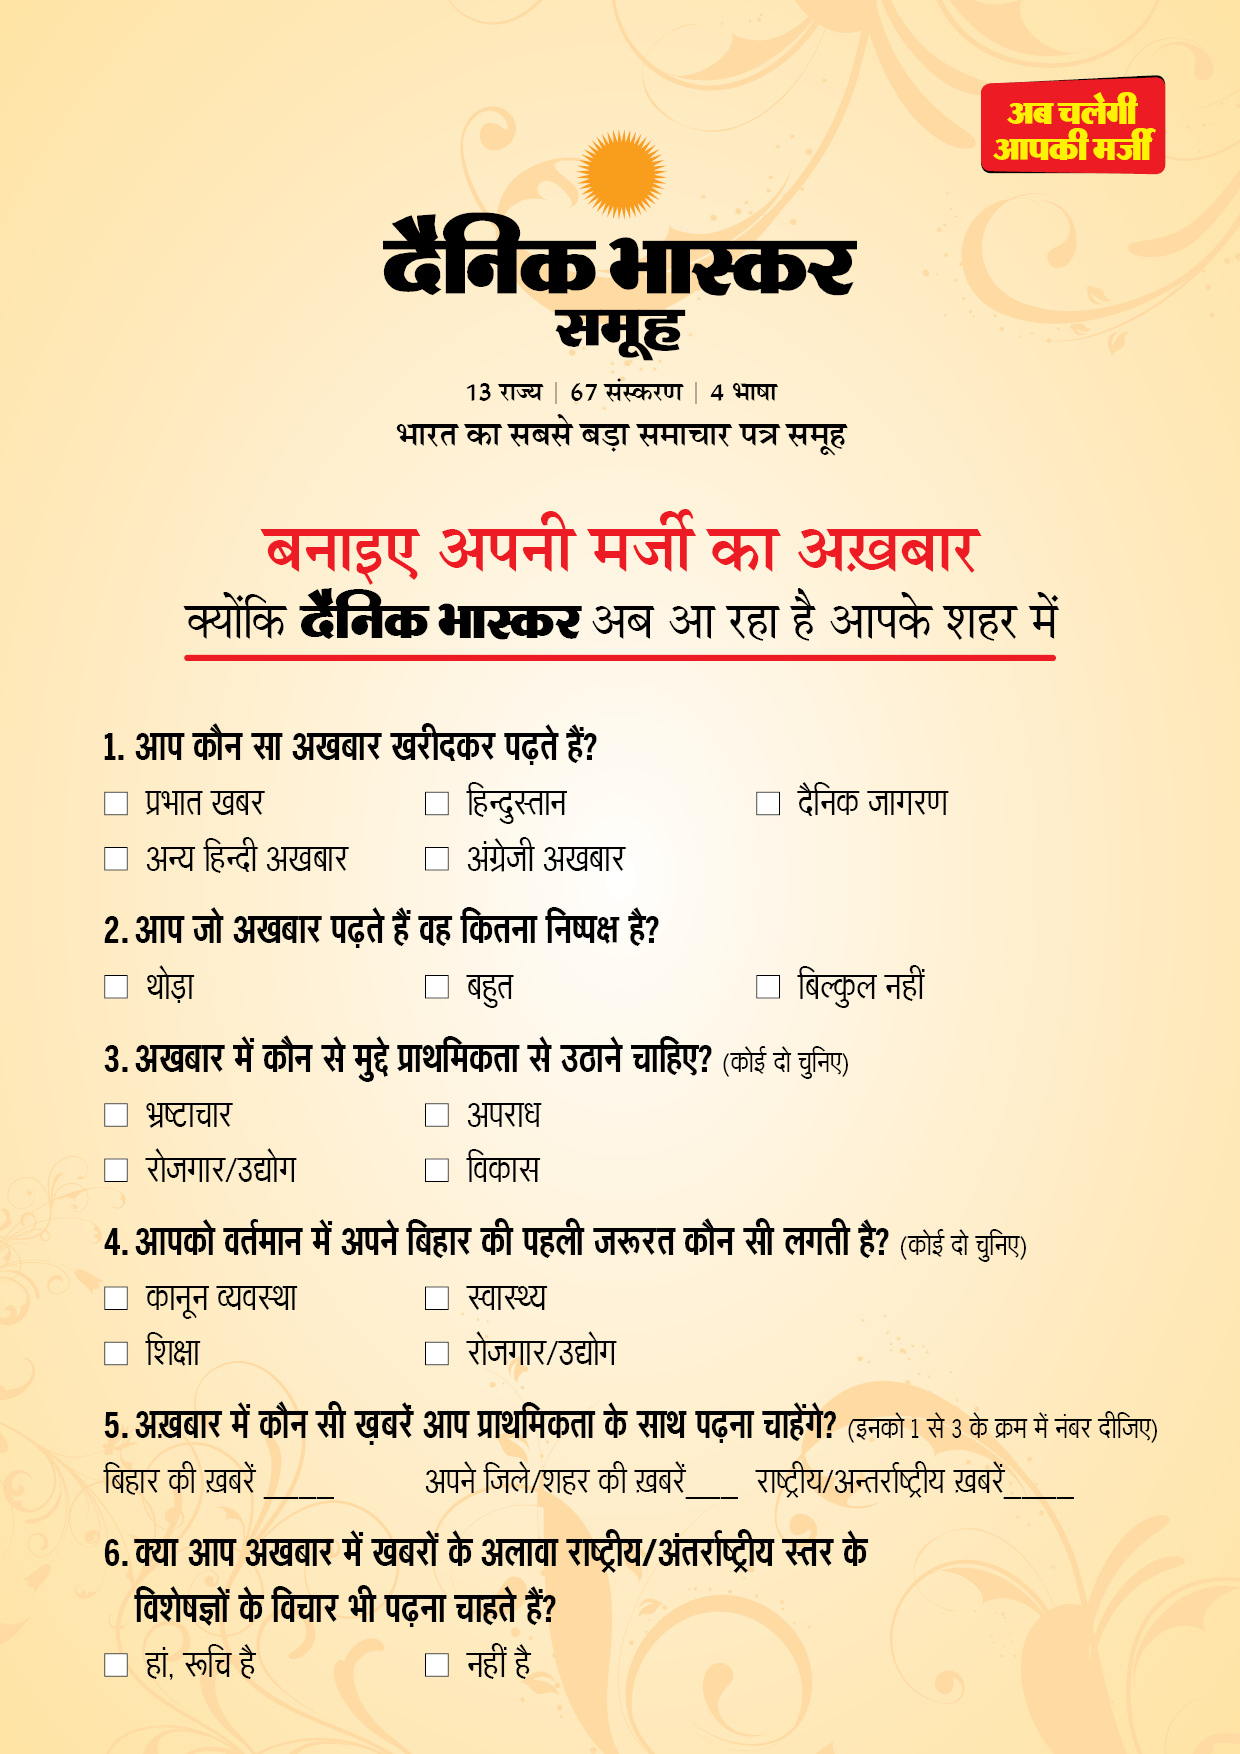 अब चलेगी
आपकी मर्जी
दैनिक भास्कर
समूह
13 राज्य | 67 संस्करण | 4 भाषा
भारत का सबसे बड़ा समाचार पत्र समूह
बनाइए अपनी मर्जी का अख़बार
क्योंकि दैनिक भास्कर अब आ रहा है आपके शहर में
1. आप कौन सा अखबार खरीदकर पढ़ते हैं?
प्रभात खबर हिन्दुस्तान दैनिक जागरण
अन्य हिन्दी अखबार अंग्रेजी अखबार
2. आप जो अखबार पढ़ते हैं वह कितना निष्पक्ष है?
थोड़ा बहुत बिल्कुल नहीं
3. अखबार में कौन से मुद्दे प्राथमिकता से उठाने चाहिए? (कोई दो चुनिए)
भ्रष्टाचार अपराध
रोजगार/उद्योग विकास
4. आपको वर्तमान में अपने बिहार की पहली जरूरत कौन सी लगती है? (कोई दो चुनिए)
कानून व्यवस्था स्वास्थ्य
शिक्षा रोजगार/उद्योग
5. अख़बार में कौन सी ख़बरें आप प्राथमिकता के साथ पढ़ना चाहेंगे? (इनको 1 से 3 के क्रम में नंबर दीजिए)
बिहार की ख़बरें ____ अपने जिले/शहर की ख़बरें___ राष्ट्रीय/अन्तर्राष्ट्रीय ख़बरें____
6. क्या आप अखबार में खबरों के अलावा राष्ट्रीय/अंतर्राष्ट्रीय स्तर के
विशेषज्ञों के विचार भी पढ़ना चाहते हैं?
हां, रूचि है नहीं है